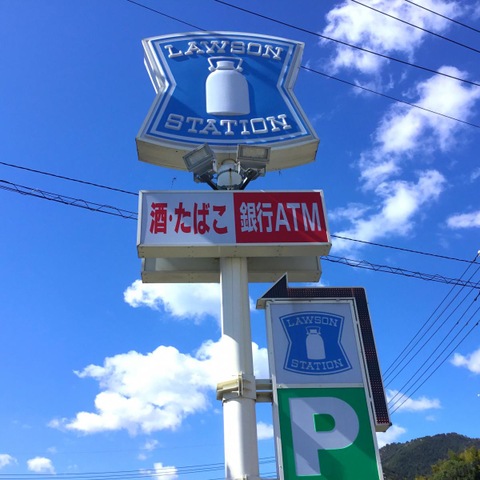 LAWSON
STATION
酒・たばこ 銀行ATM
LAWSON
STATION
P